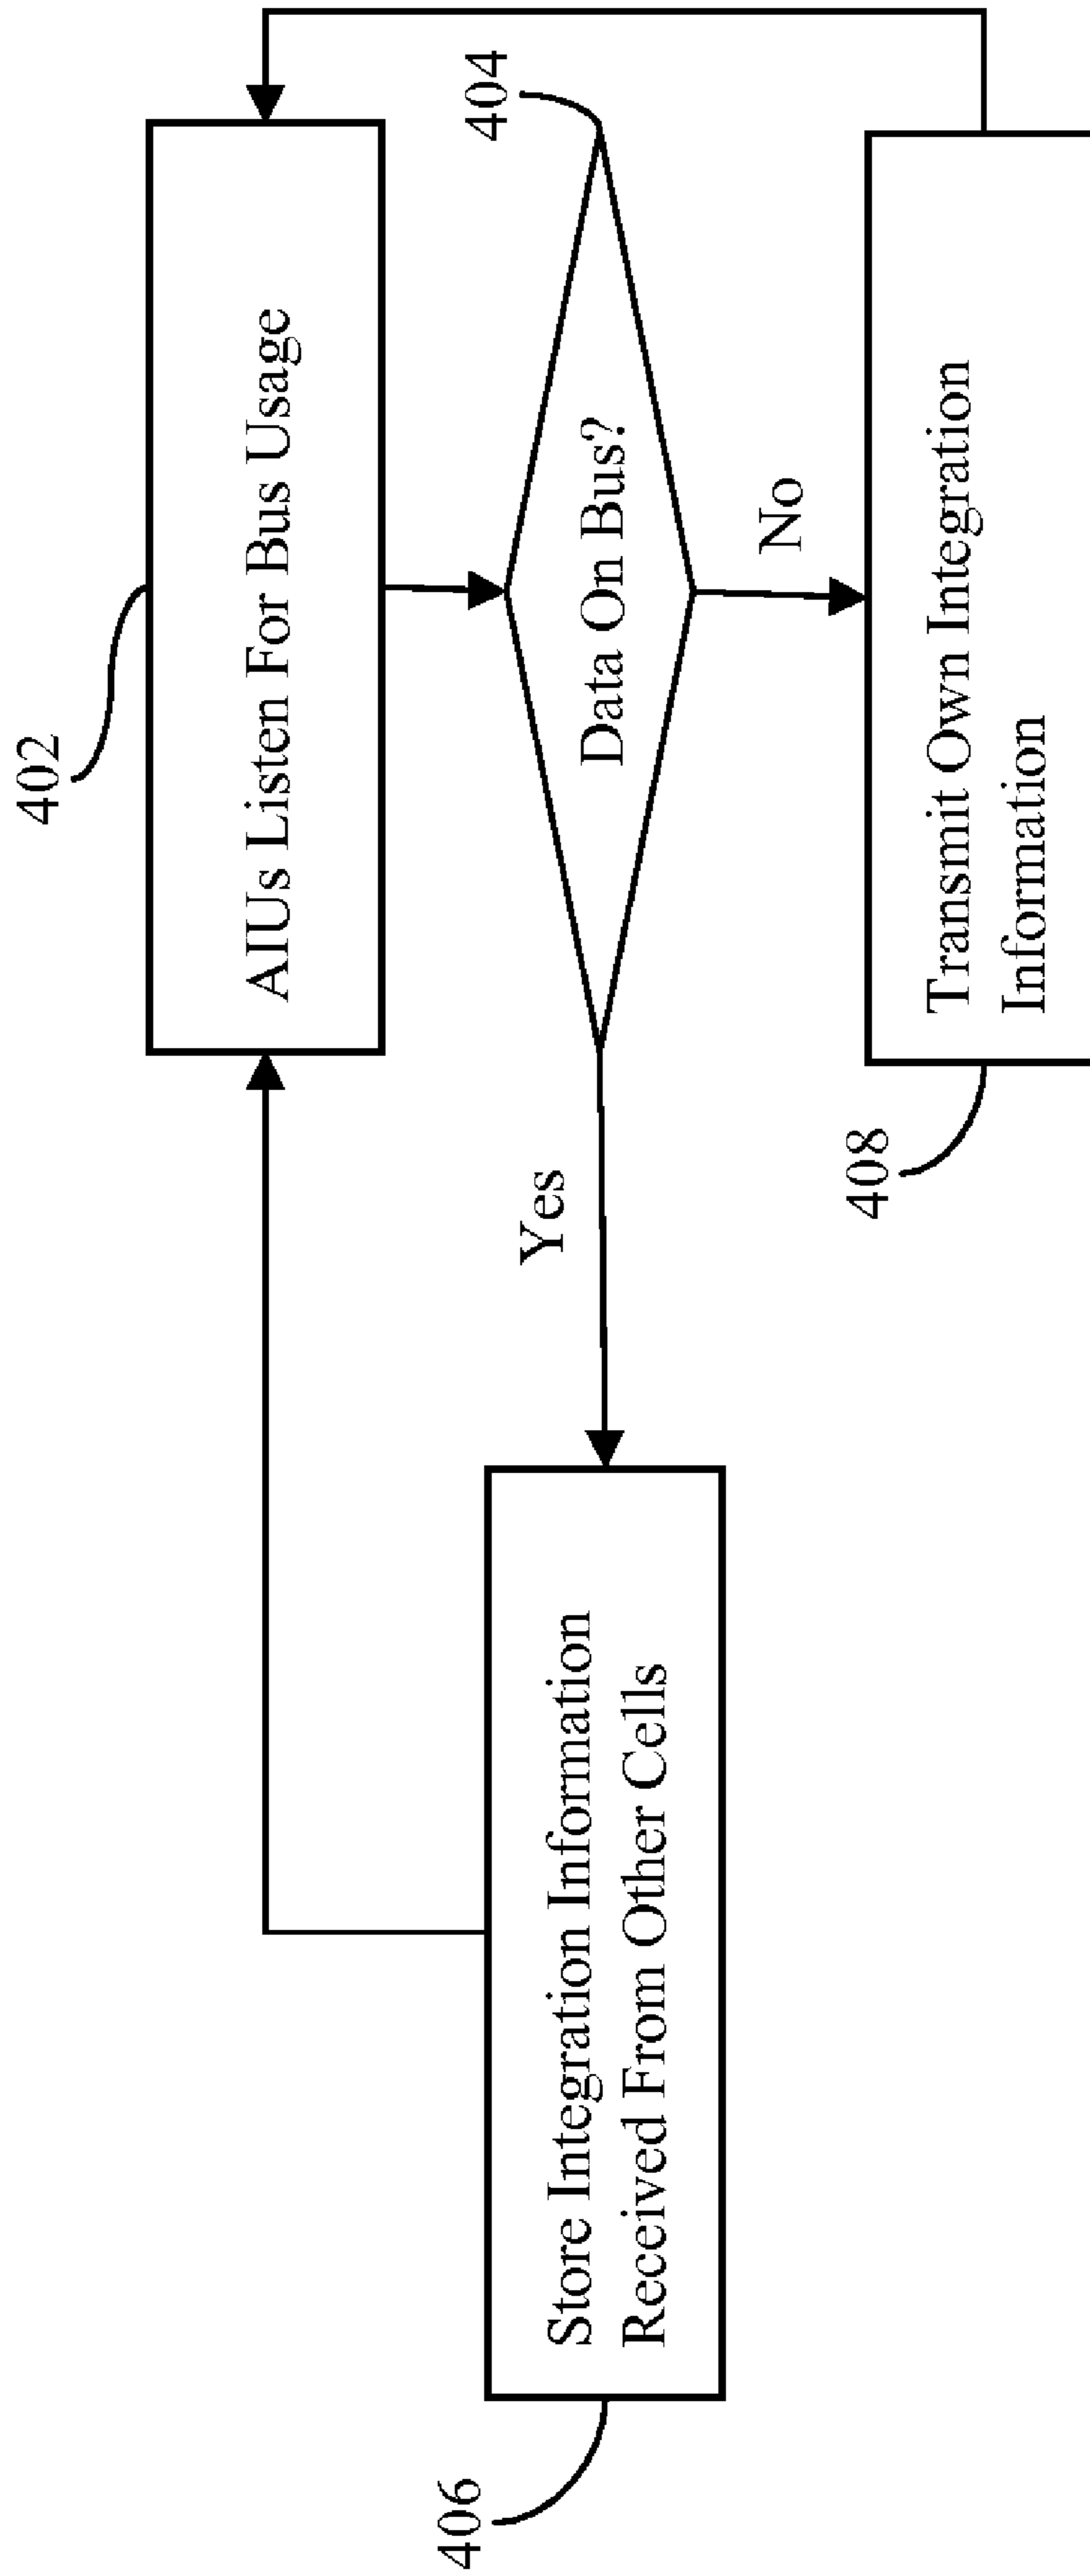 402
AIUs Listen For Bus Usage
404
Data On Bus?
Yes
No
406
Store Integration Information
Received From Other Cells
408
Transmit Own Integration
Information